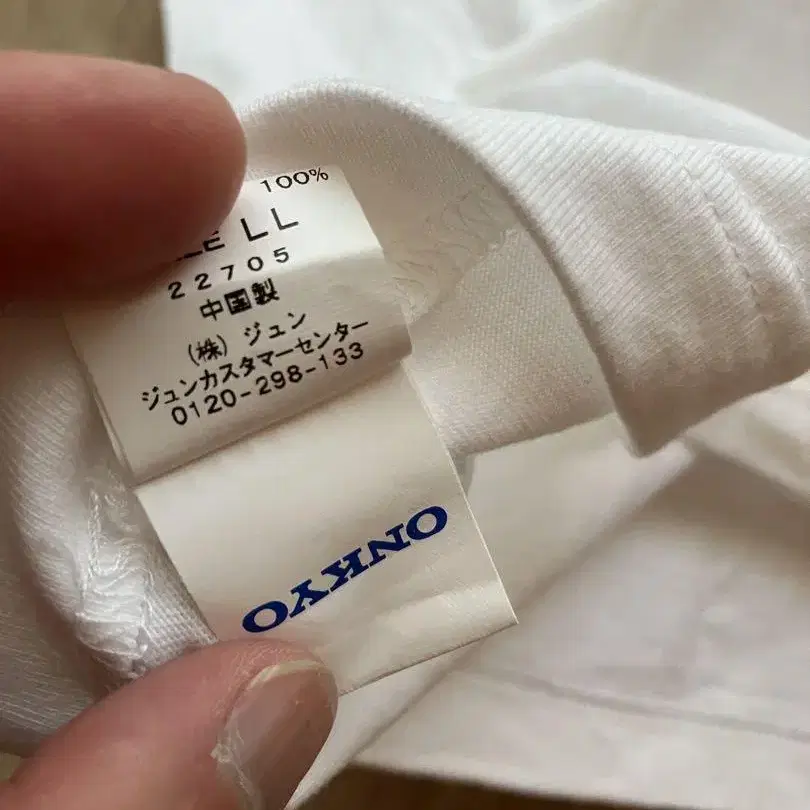 100%
LL
22705
中国製
(株) ジュン
ジュンカスタマーセンター
0120-298-133
ONKYO